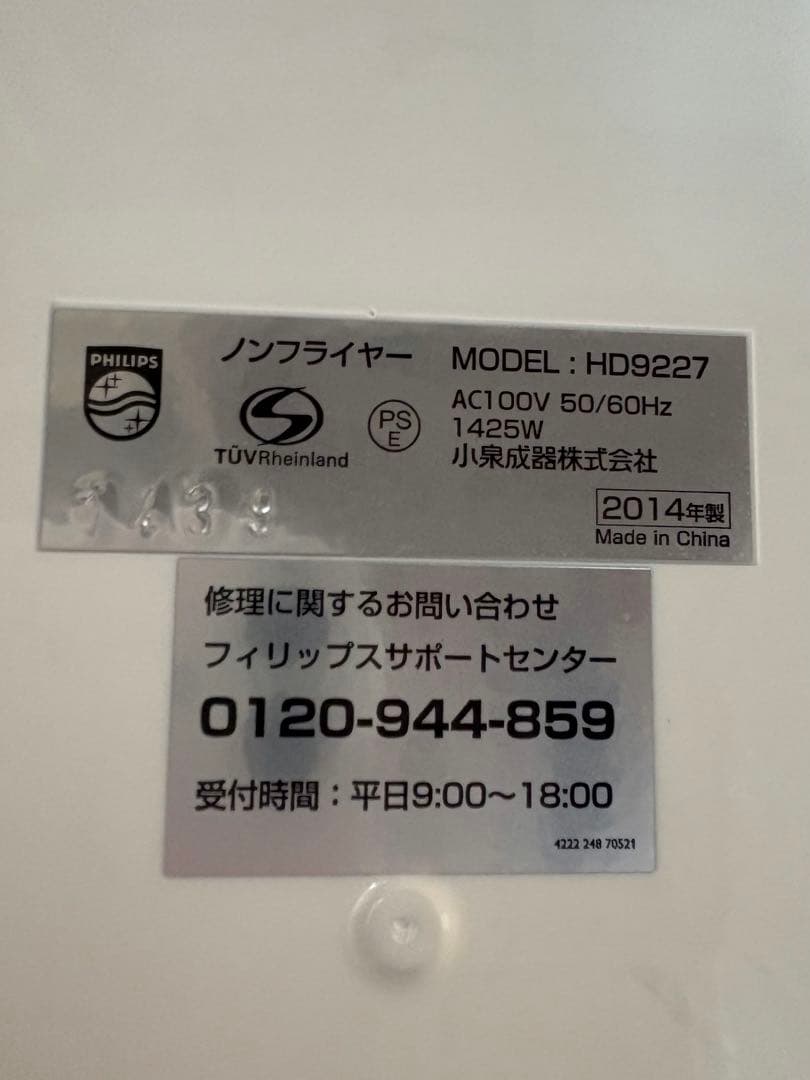 PHILIPS
ノンフライヤー
MODEL : HD9227
TÜVRheinland
PS
E
AC100V 50/60Hz
1425W
小泉成器株式会社
2014年製
Made in China
修理に関するお問い合わせ
フィリップスサポートセンター
0120-944-859
受付時間：平日9:00〜18:00
4222 248 70521